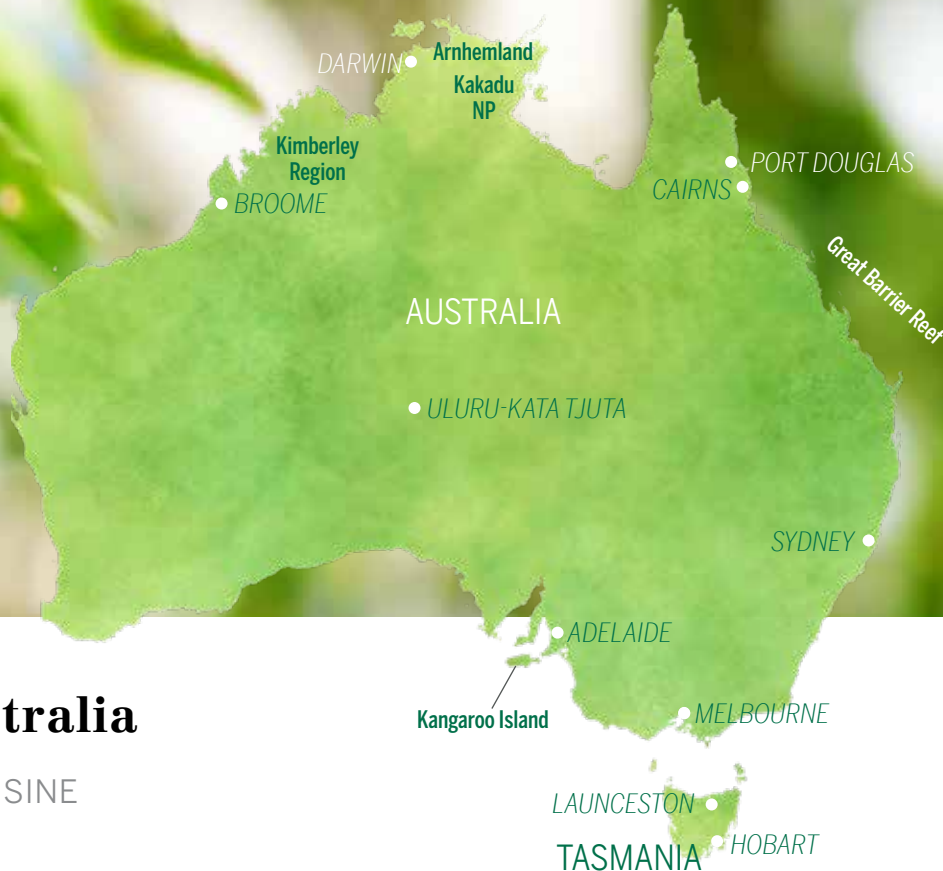 DARWIN
Arnhemland
Kakadu
NP
Kimberley
Region
BROOME
PORT DOUGLAS
CAIRNS
Great Barrier Reef
AUSTRALIA
ULURU-KATA TJUTA
SYDNEY
ADELAIDE
Kangaroo Island
MELBOURNE
tralia
SINE
LAUNCESTON
HOBART
TASMANIA